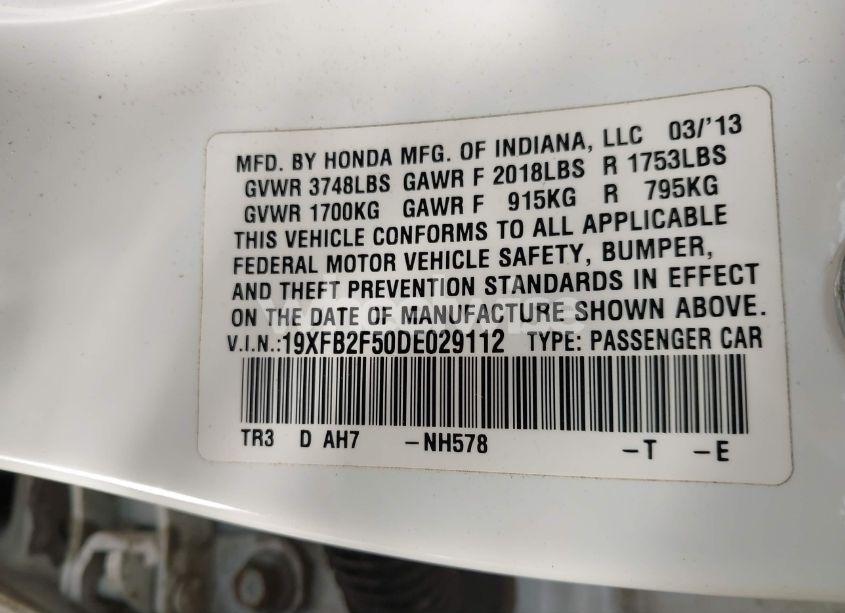 MFD. BY HONDA MFG. OF INDIANA, LLC 03/'13
GVWR 3748LBS GAWR F 2018LBS R 1753LBS
GVWR 1700KG GAWR F 915KG R 795KG
THIS VEHICLE CONFORMS TO ALL APPLICABLE
FEDERAL MOTOR VEHICLE SAFETY, BUMPER,
AND THEFT PREVENTION STANDARDS IN EFFECT
ON THE DATE OF MANUFACTURE SHOWN ABOVE.
V.I.N.:19XFB2F50DE029112 TYPE: PASSENGER CAR
TR3 D AH7 -NH578 -T -E